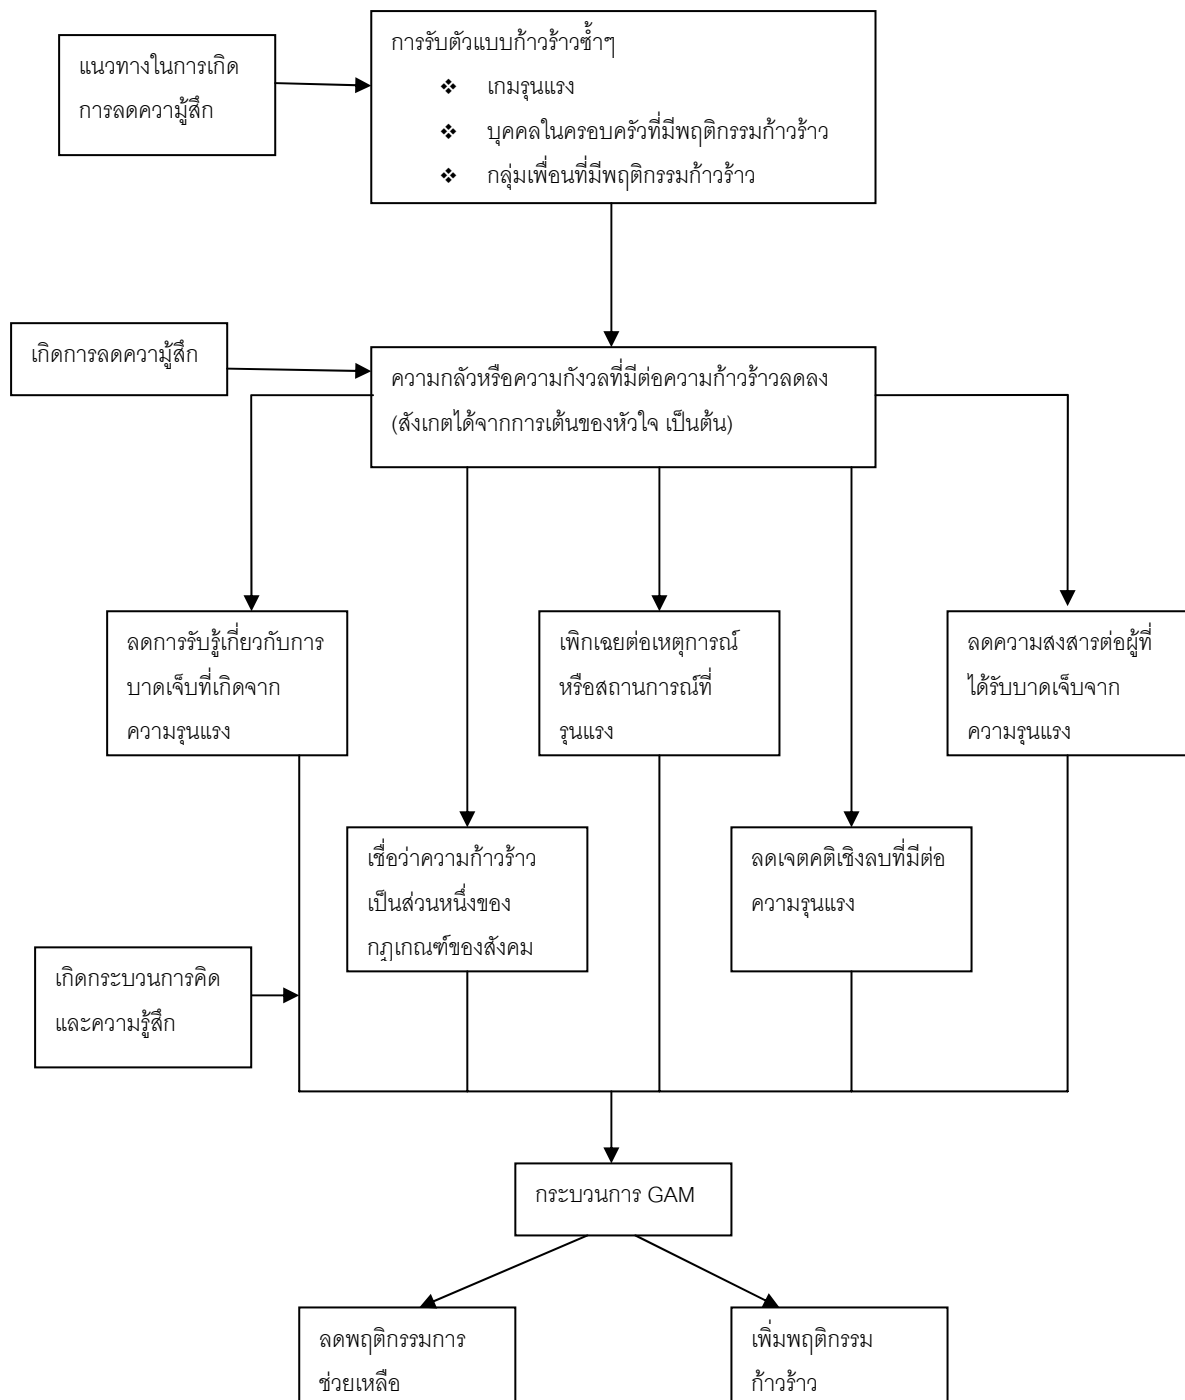 แนวทางในการเกิด
การลดความู้สึก
การรับตัวแบบก้าวร้าวซ้ำๆ
❖ เกมรุนแรง
❖ บุคคลในครอบครัวที่มีพฤติกรรมก้าวร้าว
❖ กลุ่มเพื่อนที่มีพฤติกรรมก้าวร้าว
เกิดการลดความู้สึก
ความกลัวหรือความกังวลที่มีต่อความก้าวร้าวลดลง
(สังเกตได้จากการเต้นของหัวใจ เป็นต้น)
ลดการรับรู้เกี่ยวกับการ
บาดเจ็บที่เกิดจาก
ความรุนแรง
เพิกเฉยต่อเหตุการณ์
หรือสถานการณ์ที่
รุนแรง
ลดความสงสารต่อผู้ที่
ได้รับบาดเจ็บจาก
ความรุนแรง
เชื่อว่าความก้าวร้าว
เป็นส่วนหนึ่งของ
กฎเกณฑ์ของสังคม
ลดเจตคติเชิงลบที่มีต่อ
ความรุนแรง
เกิดกระบวนการคิด
และความรู้สึก
กระบวนการ GAM
ลดพฤติกรรมการ
ช่วยเหลือ
เพิ่มพฤติกรรม
ก้าวร้าว